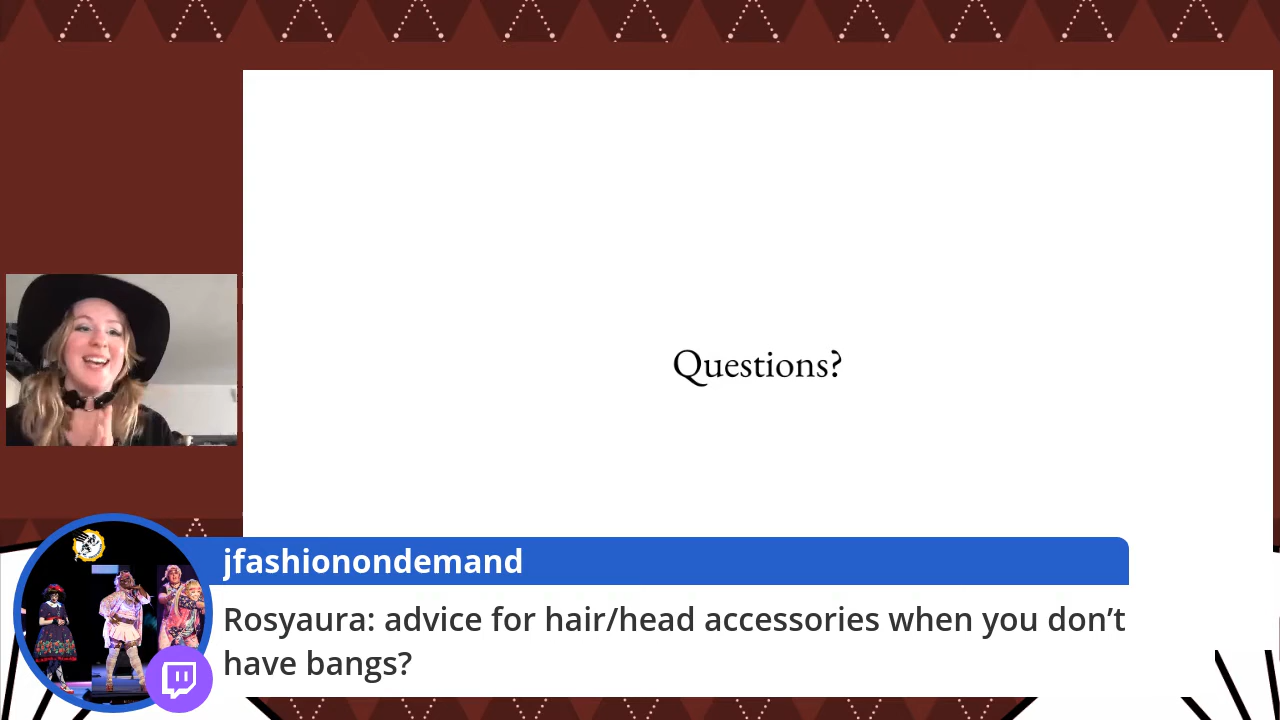 Questions?
jfashionondemand
Rosyaura: advice for hair/head accessories when you don’t
have bangs?